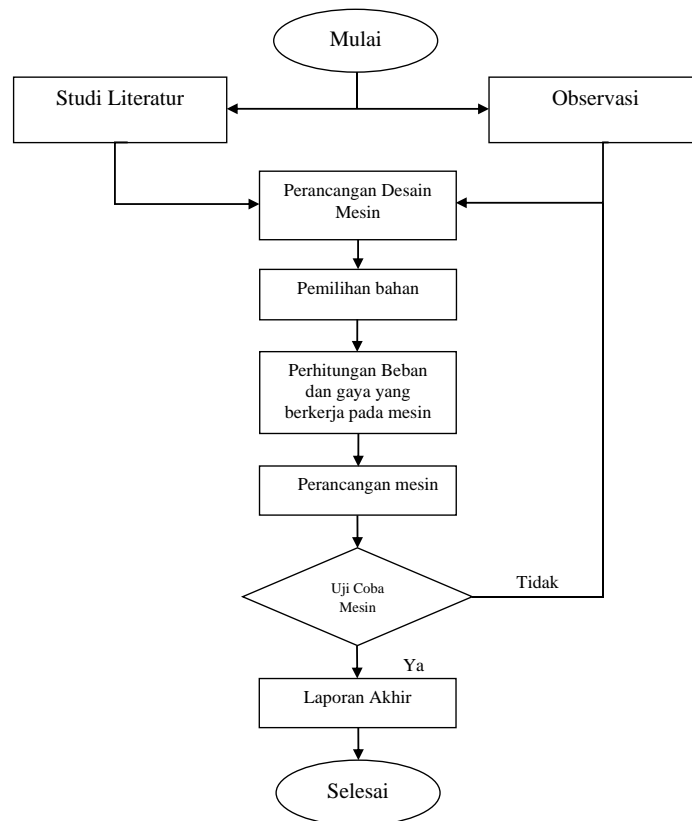 Mulai
Studi Literatur
Observasi
Perancangan Desain
Mesin
Pemilihan bahan
Perhitungan Beban
dan gaya yang
berkerja pada mesin
Perancangan mesin
Uji Coba
Mesin
Tidak
Ya
Laporan Akhir
Selesai